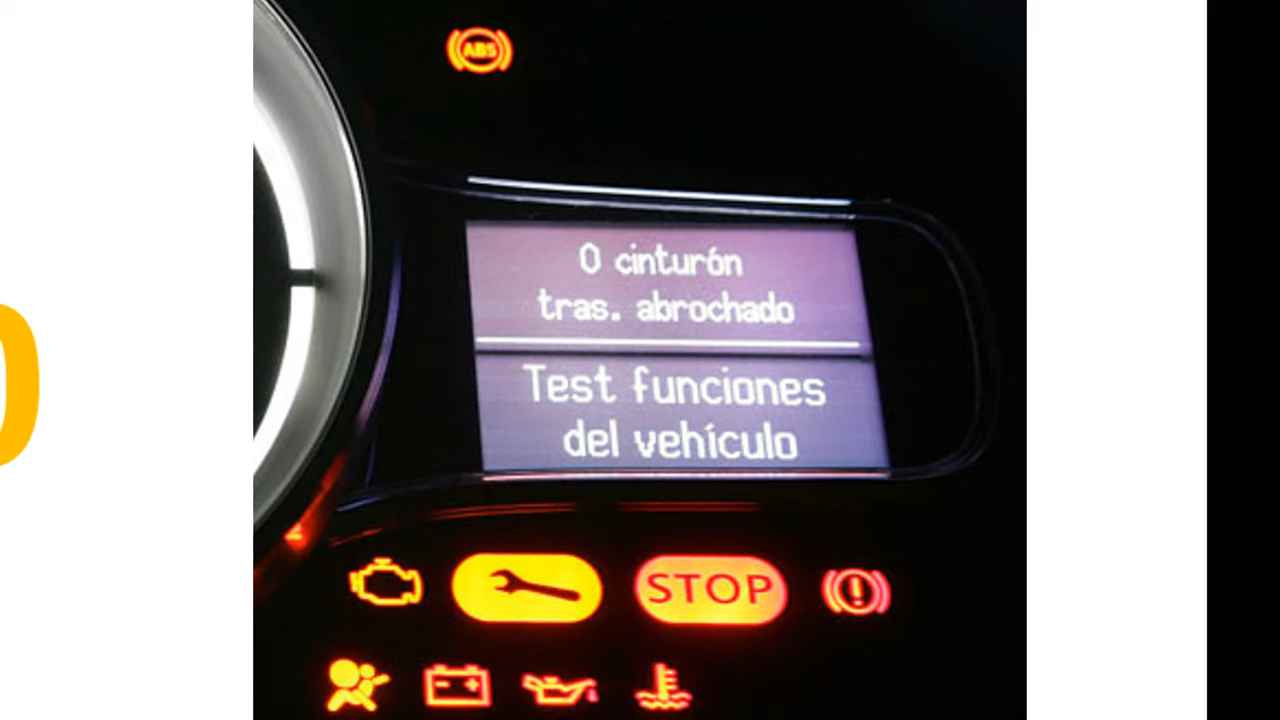 ABS
0 cinturón
tras. abrochado
Test funciones
del vehículo
STOP